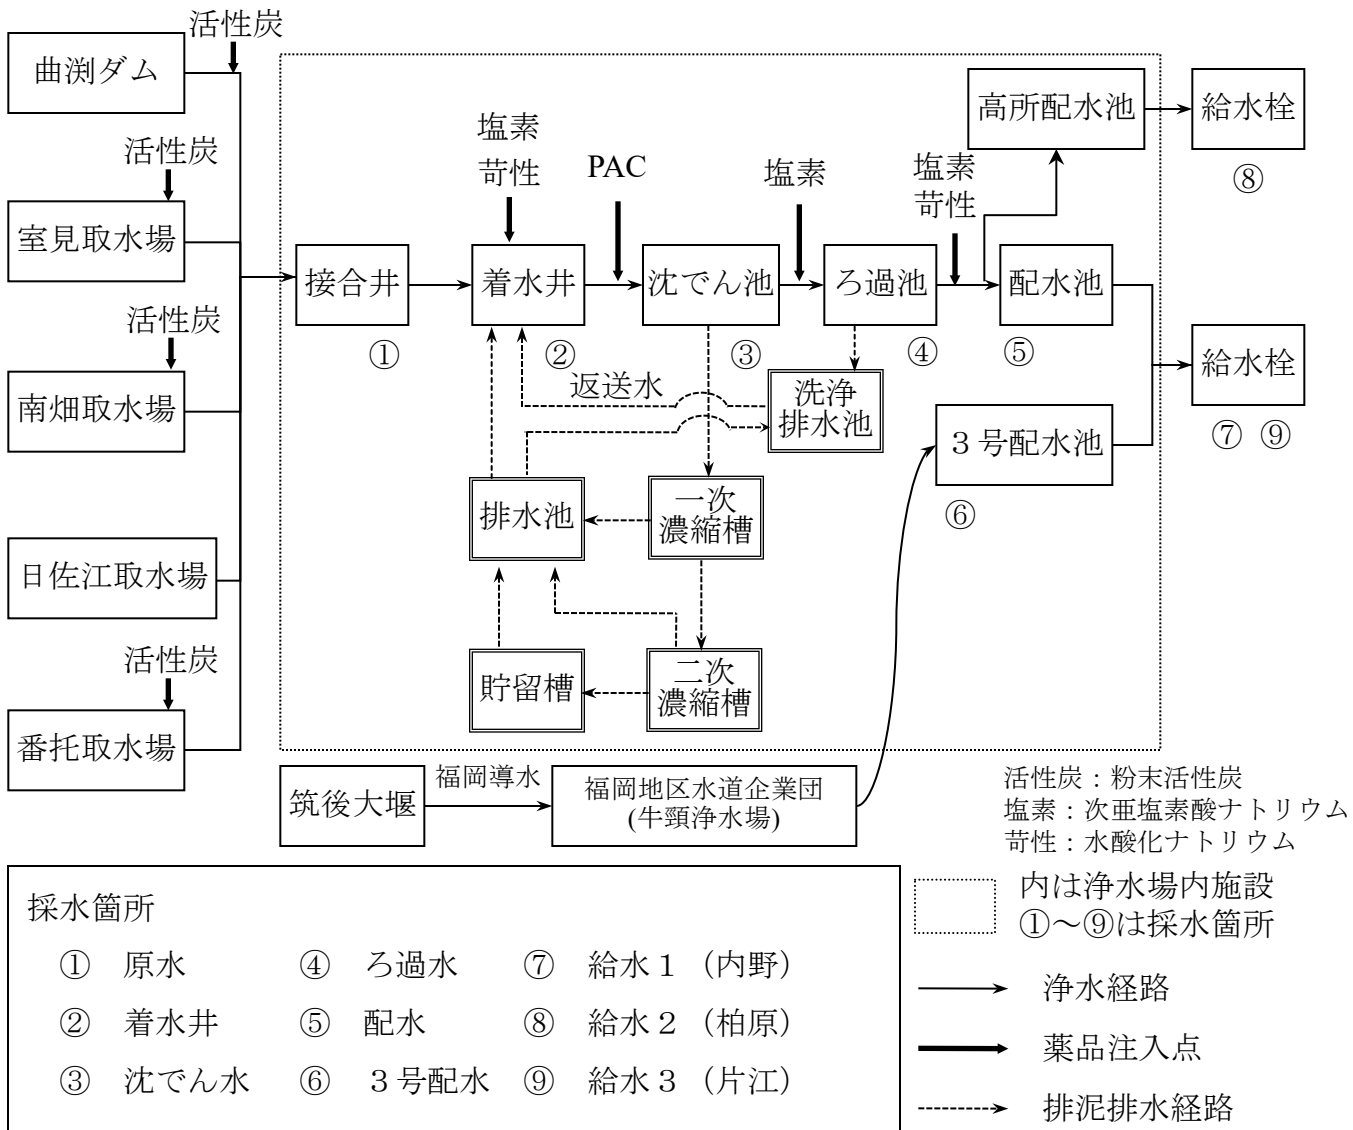 活性炭
曲渕ダム
活性炭
室見取水場
活性炭
南畑取水場
日佐江取水場
活性炭
番托取水場
接合井
①
塩素
苛性
着水井
②
PAC
沈でん池
③
塩素
ろ過池
④
塩素
苛性
配水池
⑤
高所配水池
給水栓
⑧
給水栓
⑦ ⑨
返送水
洗浄
排水池
3号配水池
⑥
排水池
一次
濃縮槽
貯留槽
二次
濃縮槽
筑後大堰
福岡導水
福岡地区水道企業団
(牛頸浄水場)
活性炭：粉末活性炭
塩素：次亜塩素酸ナトリウム
苛性：水酸化ナトリウム
内は浄水場内施設
①～⑨は採水箇所
浄水経路
薬品注入点
排泥排水経路
採水箇所
① 原水 ④ ろ過水 ⑦ 給水1（内野）
② 着水井 ⑤ 配水 ⑧ 給水2（柏原）
③ 沈でん水 ⑥ 3号配水 ⑨ 給水3（片江）